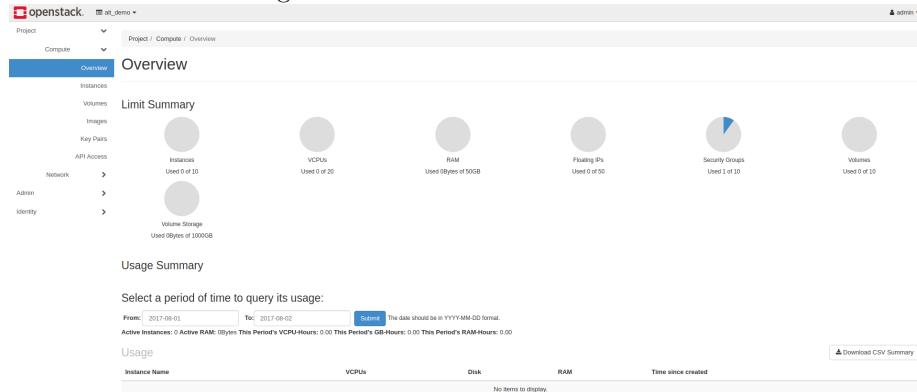 openstack. alt_demo admin
Project
Project / Compute / Overview
Compute
Overview
Overview
Instances
Volumes
Limit Summary
Images
Key Pairs
API Access
Instances VCPUs RAM Floating IPs Security Groups Volumes
Used 0 of 10 Used 0 of 20 Used 0Bytes of 50GB Used 0 of 50 Used 1 of 10 Used 0 of 10
Network
Admin
Identity
Volume Storage
Used 0Bytes of 1000GB
Usage Summary
Select a period of time to query its usage:
From: 2017-08-01 To: 2017-08-02 Submit The date should be in YYYY-MM-DD format.
Active Instances: 0 Active RAM: 0Bytes This Period's VCPU-Hours: 0.00 This Period's GB-Hours: 0.00 This Period's RAM-Hours: 0.00
Usage Download CSV Summary
Instance Name VCPUs Disk RAM Time since created
No items to display.